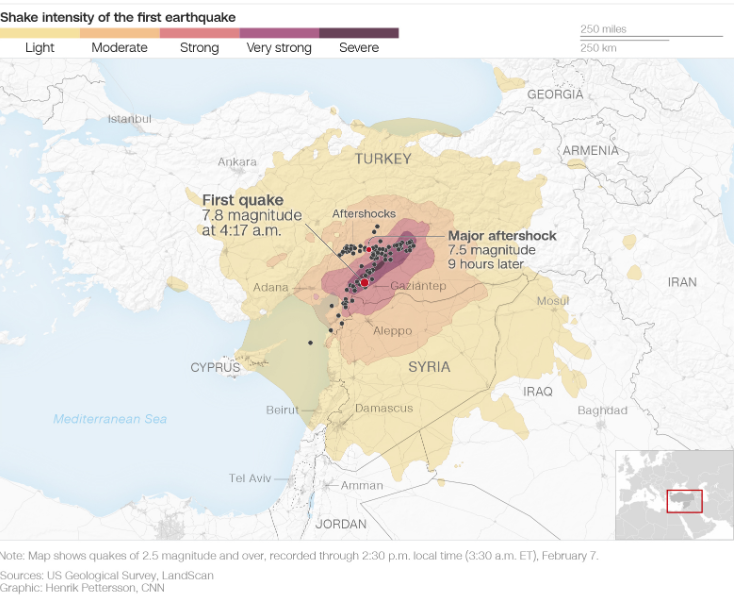 Shake intensity of the first earthquake
Light Moderate Strong Very strong Severe
250 miles
250 km
GEORGIA
Istanbul
ARMENIA
TURKEY
Ankara
First quake
7.8 magnitude
at 4:17 a.m.
Aftershocks
Major aftershock
7.5 magnitude
9 hours later
IRAN
Adana
Gaziantep
Mosul
Aleppo
CYPRUS
SYRIA
IRAQ
Beirut
Damascus
Baghdad
Mediterranean Sea
Tel Aviv
Amman
JORDAN
Note: Map shows quakes of 2.5 magnitude and over, recorded through 2:30 p.m. local time (3:30 a.m. ET), February 7.
Sources: US Geological Survey, LandScan
Graphic: Henrik Pettersson, CNN